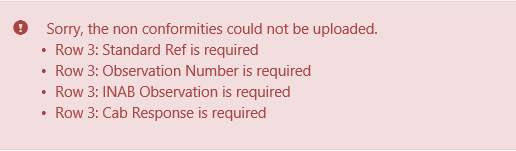 Sorry, the non conformities could not be uploaded.
• Row 3: Standard Ref is required
• Row 3: Observation Number is required
• Row 3: INAB Observation is required
• Row 3: Cab Response is required